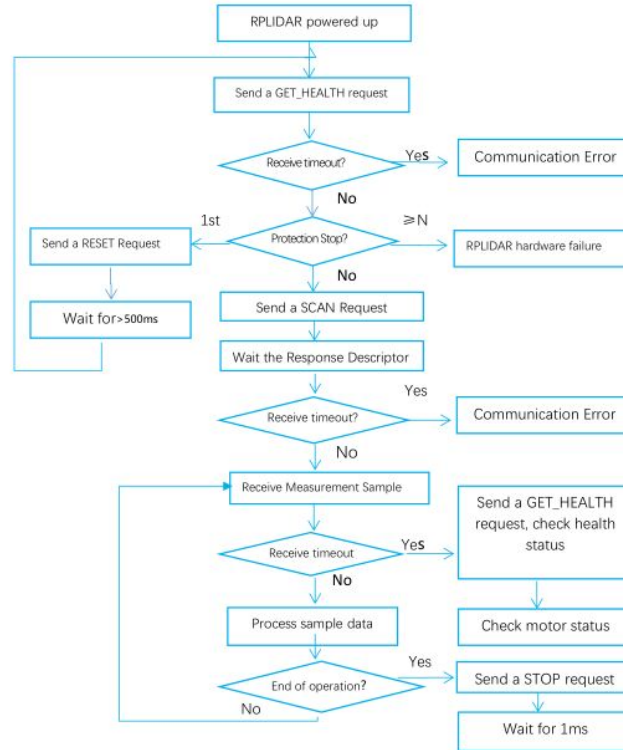 RPLIDAR powered up
Send a GET_HEALTH request
Receive timeout?
Yes
Communication Error
No
1st
Protection Stop?
≥N
Send a RESET Request
RPLIDAR hardware failure
No
Wait for>500ms
Send a SCAN Request
Wait the Response Descriptor
Yes
Receive timeout?
Communication Error
No
Receive Measurement Sample
Send a GET_HEALTH
request, check health
status
Receive timeout
Yes
No
Process sample data
Check motor status
End of operation?
Yes
Send a STOP request
No
Wait for 1ms